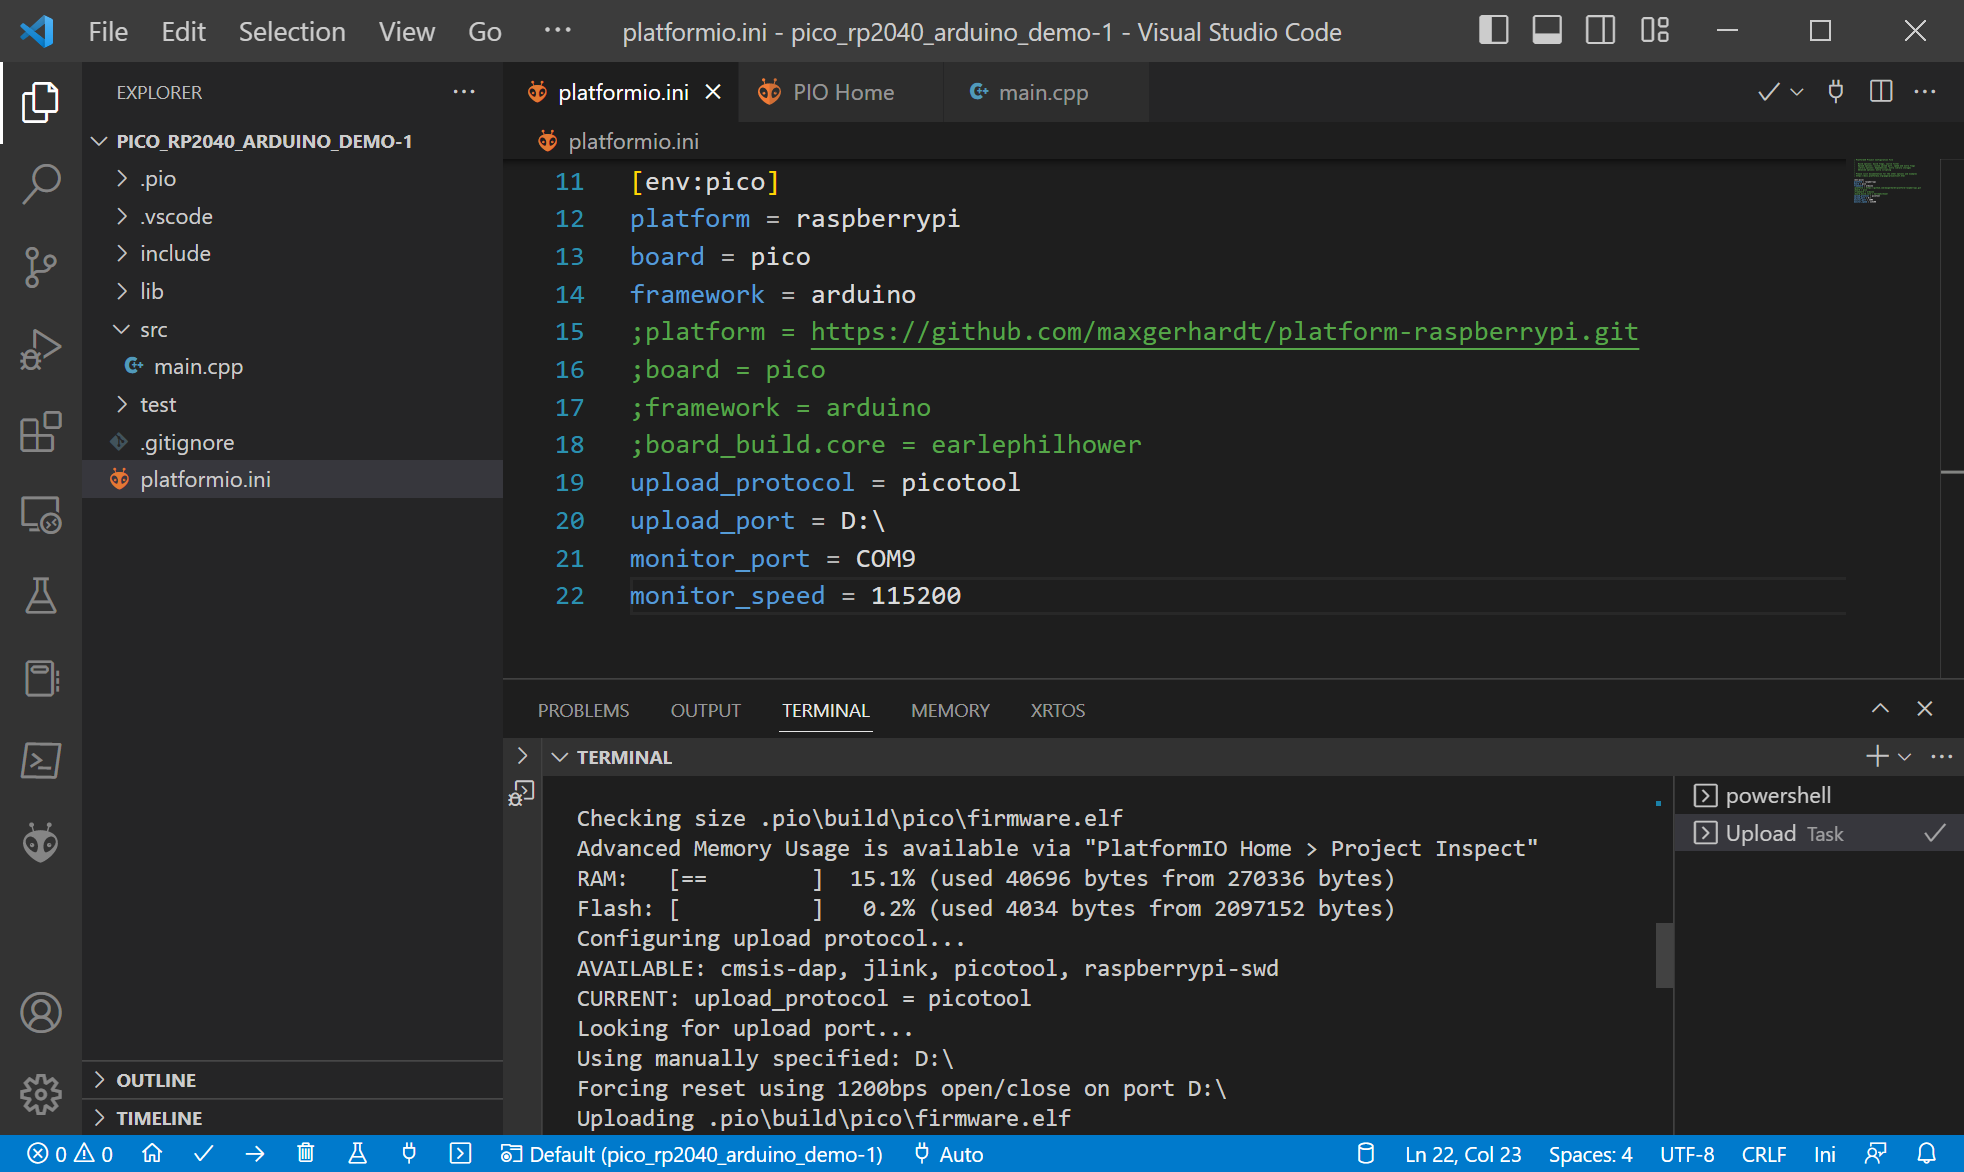 File Edit Selection View Go ··· platformio.ini - pico_rp2040_arduino_demo-1 - Visual Studio Code
EXPLORER
PICO_RP2040_ARDUINO_DEMO-1
.pio
.vscode
include
lib
src
main.cpp
test
.gitignore
platformio.ini
OUTLINE
TIMELINE
platformio.ini PIO Home main.cpp
platformio.ini
11 [env:pico]
12 platform = raspberrypi
13 board = pico
14 framework = arduino
15 ;platform = https://github.com/maxgerhardt/platform-raspberrypi.git
16 ;board = pico
17 ;framework = arduino
18 ;board_build.core = earlephilhower
19 upload_protocol = picotool
20 upload_port = D:\
21 monitor_port = COM9
22 monitor_speed = 115200
PROBLEMS OUTPUT TERMINAL MEMORY XRTOS
TERMINAL
Checking size .pio\build\pico\firmware.elf
Advanced Memory Usage is available via "PlatformIO Home > Project Inspect"
RAM:   [==        ]  15.1% (used 40696 bytes from 270336 bytes)
Flash: [          ]   0.2% (used 4034 bytes from 2097152 bytes)
Configuring upload protocol...
AVAILABLE: cmsis-dap, jlink, picotool, raspberrypi-swd
CURRENT: upload_protocol = picotool
Looking for upload port...
Using manually specified: D:\
Forcing reset using 1200bps open/close on port D:\
Uploading .pio\build\pico\firmware.elf
powershell
Upload Task
0 0 Default (pico_rp2040_arduino_demo-1) Auto Ln 22, Col 23 Spaces: 4 UTF-8 CRLF Ini